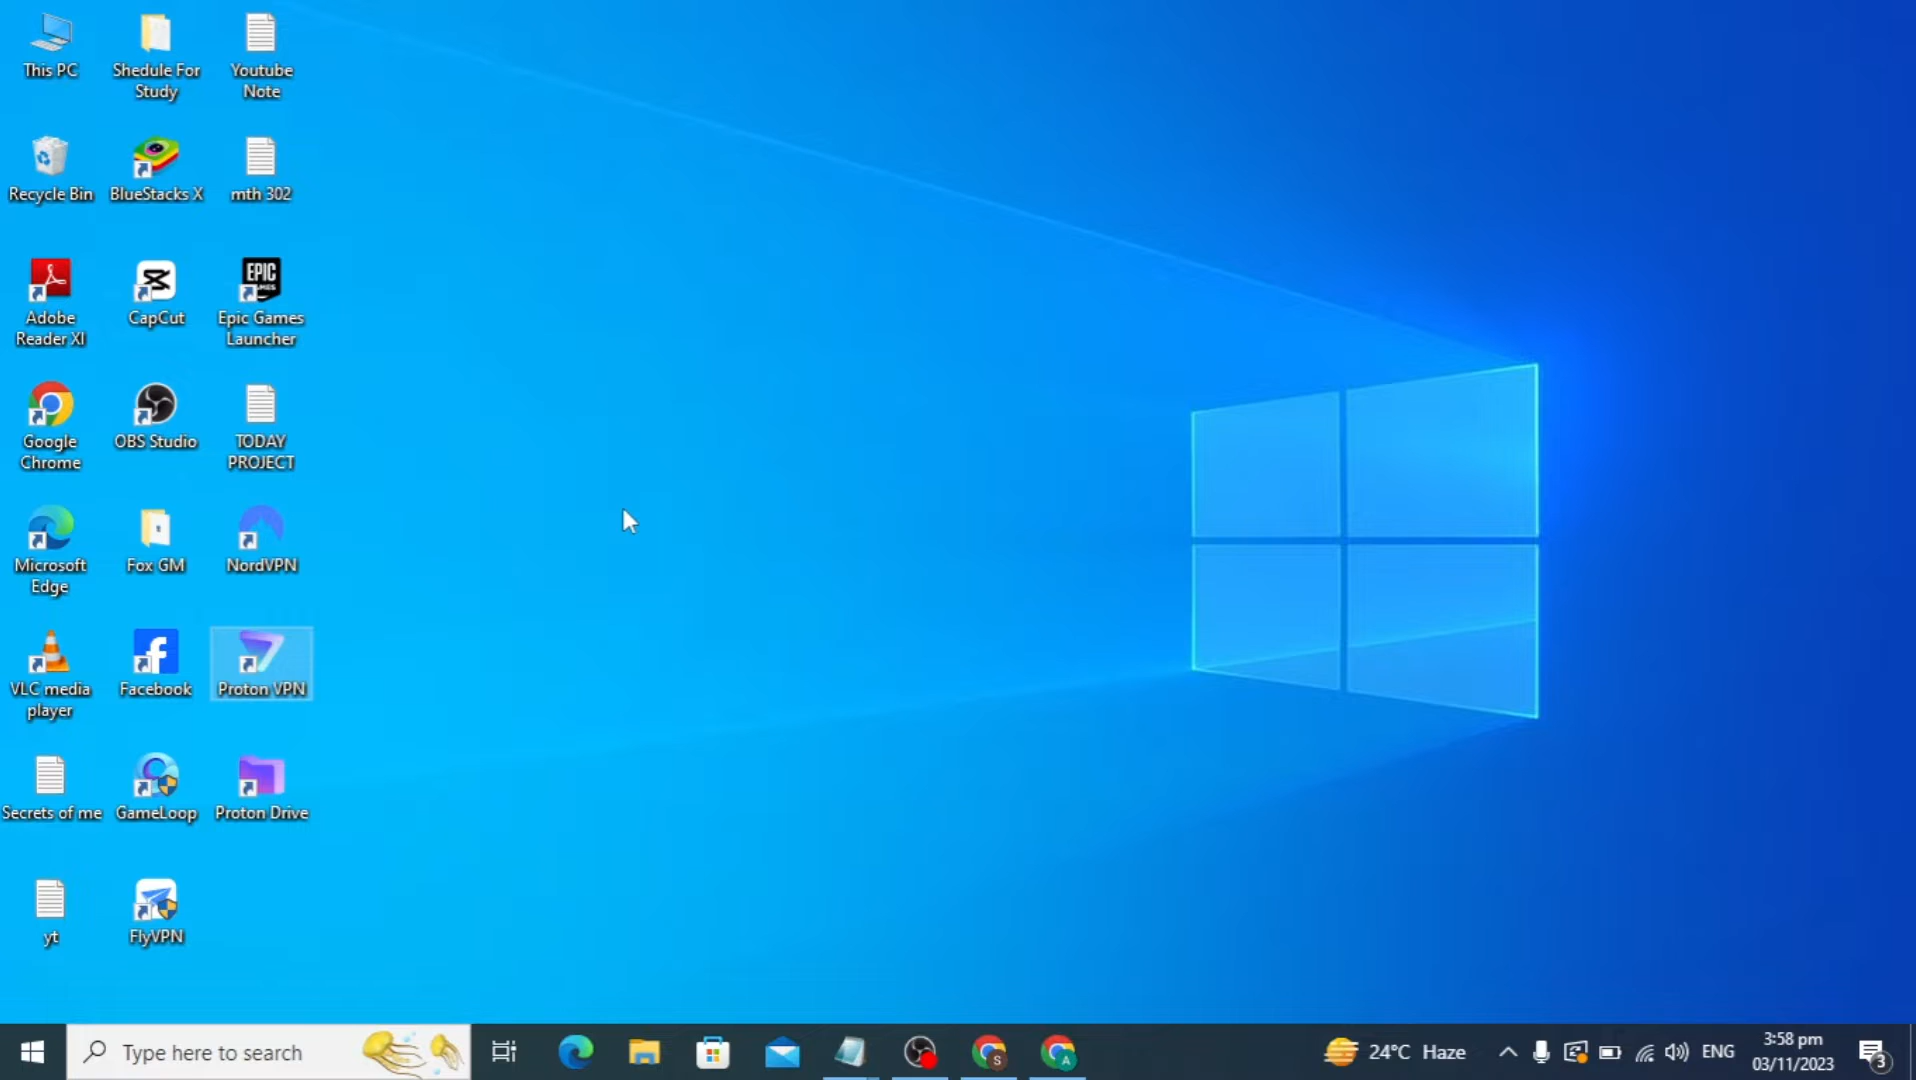 This PC
Shedule For
Study
Youtube
Note
Recycle Bin
BlueStacks X
mth 302
Adobe
Reader XI
CapCut
EPIC
GAMES
Epic Games
Launcher
Google
Chrome
OBS Studio
TODAY
PROJECT
Microsoft
Edge
Fox GM
NordVPN
VLC media
player
Facebook
Proton VPN
Secrets of me
GameLoop
Proton Drive
yt
FlyVPN
Type here to search
S
A
24°C Haze
ENG
3:58 pm
03/11/2023
3